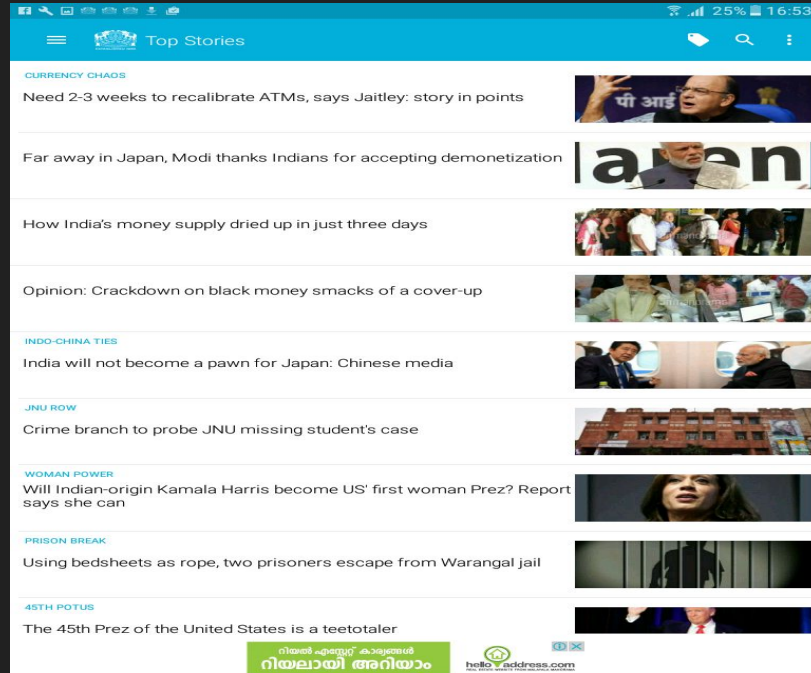 25% 16:53
Top Stories
CURRENCY CHAOS
Need 2-3 weeks to recalibrate ATMs, says Jaitley: story in points
पी आई
Far away in Japan, Modi thanks Indians for accepting demonetization
How India's money supply dried up in just three days
Opinion: Crackdown on black money smacks of a cover-up
INDO-CHINA TIES
India will not become a pawn for Japan: Chinese media
JNU ROW
Crime branch to probe JNU missing student's case
WOMAN POWER
Will Indian-origin Kamala Harris become US' first woman Prez? Report
says she can
PRISON BREAK
Using bedsheets as rope, two prisoners escape from Warangal jail
45TH POTUS
The 45th Prez of the United States is a teetotaler
റിയൽ എസ്റ്റേറ്റ് കാര്യങ്ങൾ
റിയലായി അറിയാം
hello address.com